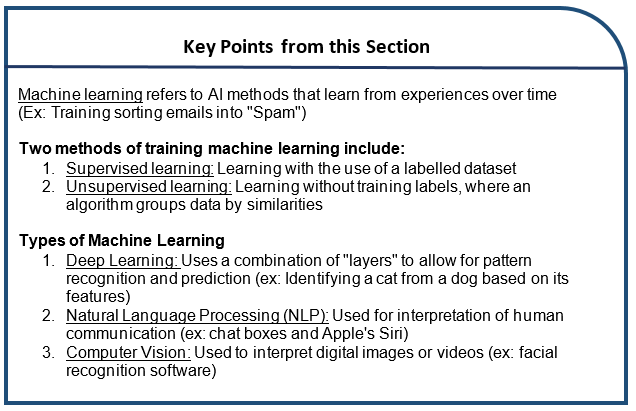 Key Points from this Section
Machine learning refers to AI methods that learn from experiences over time
(Ex: Training sorting emails into "Spam")
Two methods of training machine learning include:
1. Supervised learning: Learning with the use of a labelled dataset
2. Unsupervised learning: Learning without training labels, where an
algorithm groups data by similarities
Types of Machine Learning
1. Deep Learning: Uses a combination of "layers" to allow for pattern
recognition and prediction (ex: Identifying a cat from a dog based on its
features)
2. Natural Language Processing (NLP): Used for interpretation of human
communication (ex: chat boxes and Apple's Siri)
3. Computer Vision: Used to interpret digital images or videos (ex: facial
recognition software)